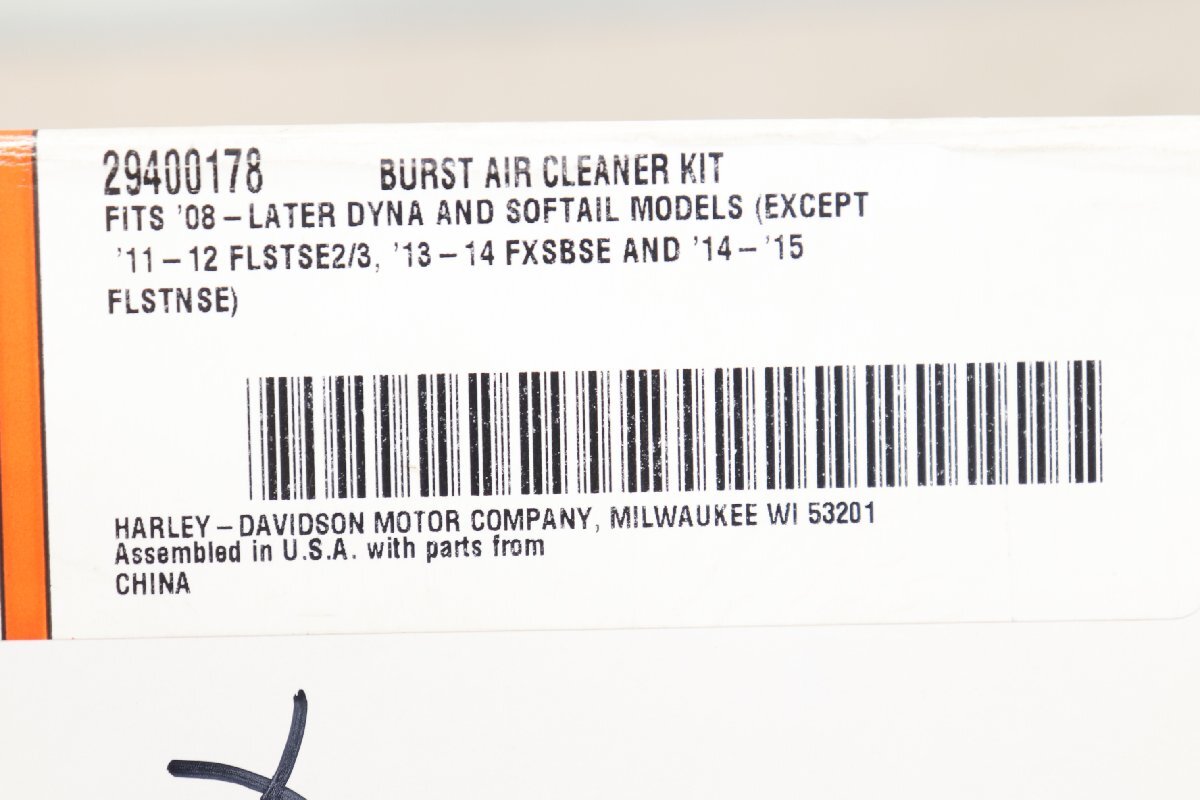 29400178 BURST AIR CLEANER KIT
FITS '08–LATER DYNA AND SOFTAIL MODELS (EXCEPT
'11–12 FLSTSE2/3, '13–14 FXSBSE AND '14–'15
FLSTNSE)
HARLEY–DAVIDSON MOTOR COMPANY, MILWAUKEE WI 53201
Assembled in U.S.A. with parts from
CHINA